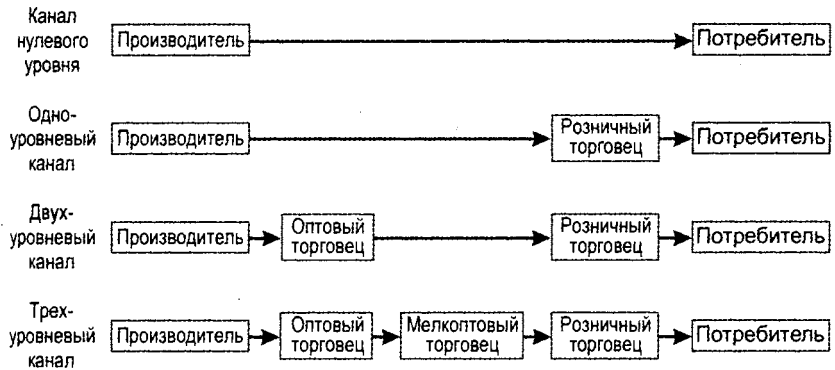 Канал
нулевого
уровня
Производитель
Потребитель
Одно-
уровневый
канал
Производитель
Розничный
торговец
Потребитель
Двух-
уровневый
канал
Производитель
Оптовый
торговец
Розничный
торговец
Потребитель
Трех-
уровневый
канал
Производитель
Оптовый
торговец
Мелкоптовый
торговец
Розничный
торговец
Потребитель